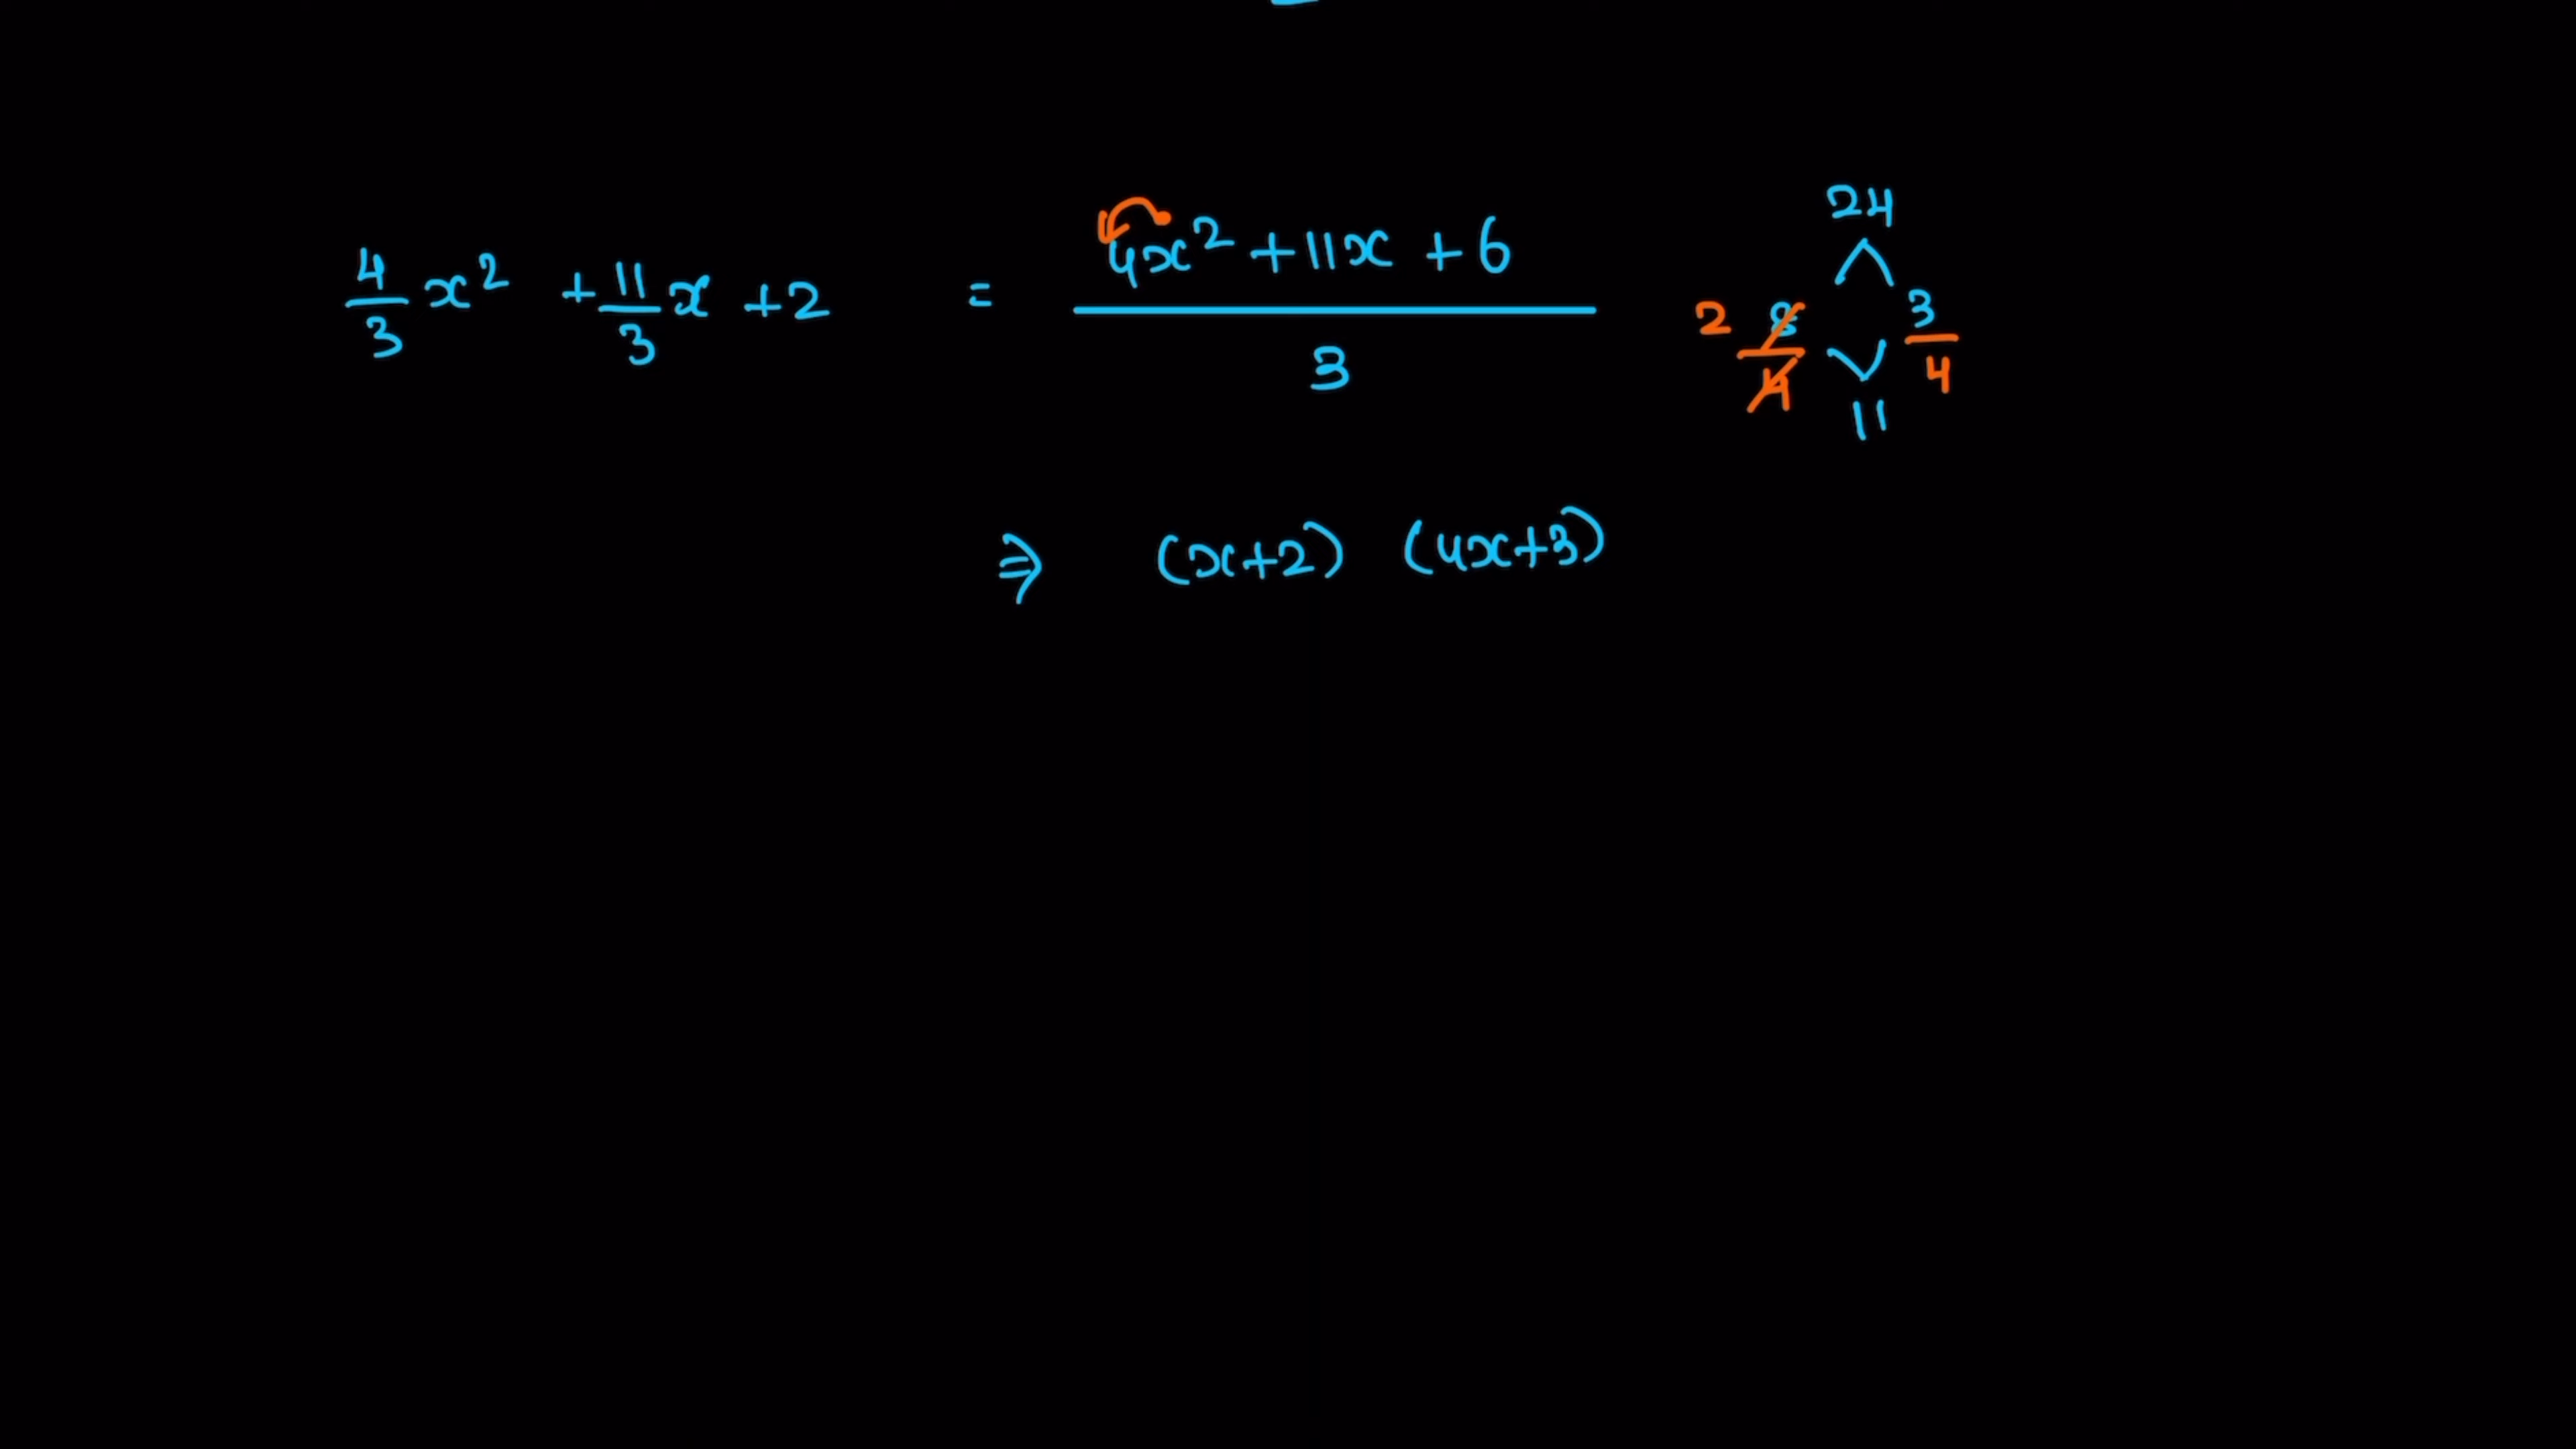 4/3 x² + 11/3 x + 2 = (4x² + 11x + 6)/3
24
2 8/4 3/4
11
⇒ (x+2) (4x+3)